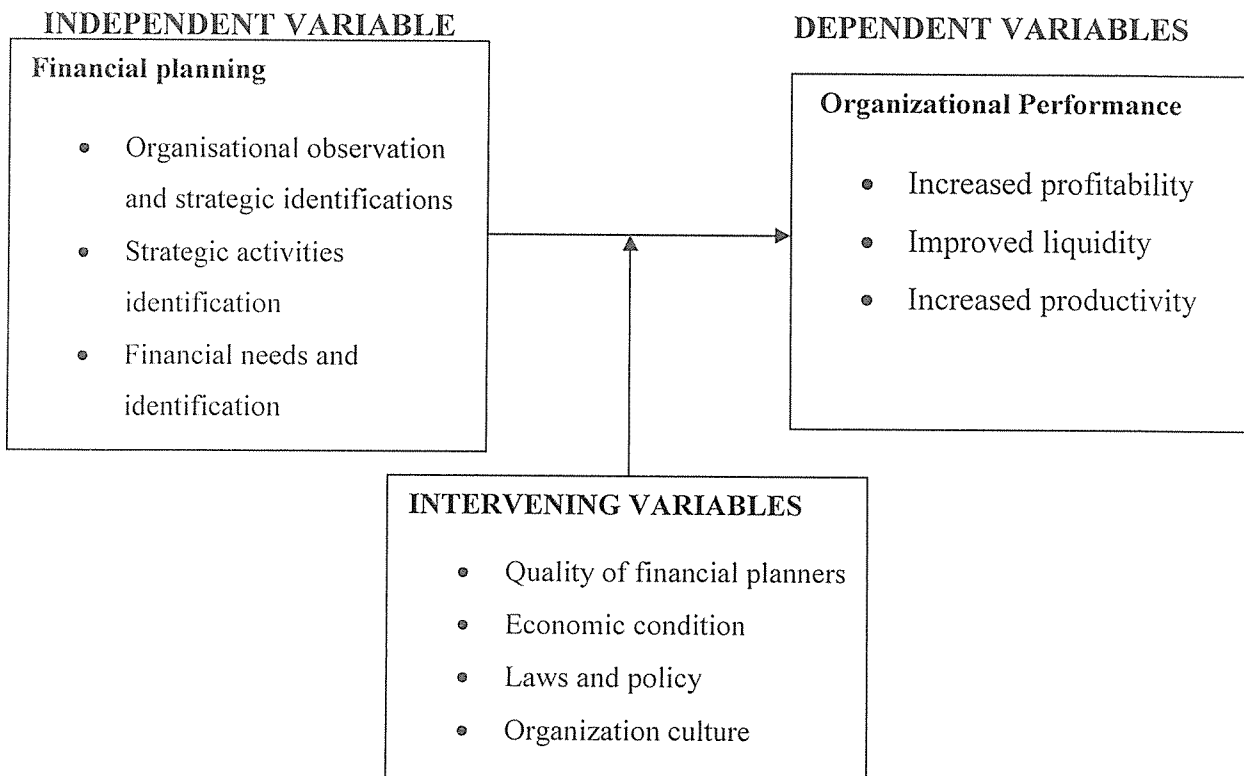 INDEPENDENT VARIABLE
Financial planning
• Organisational observation
and strategic identifications
• Strategic activities
identification
• Financial needs and
identification
DEPENDENT VARIABLES
Organizational Performance
• Increased profitability
• Improved liquidity
• Increased productivity
INTERVENING VARIABLES
• Quality of financial planners
• Economic condition
• Laws and policy
• Organization culture